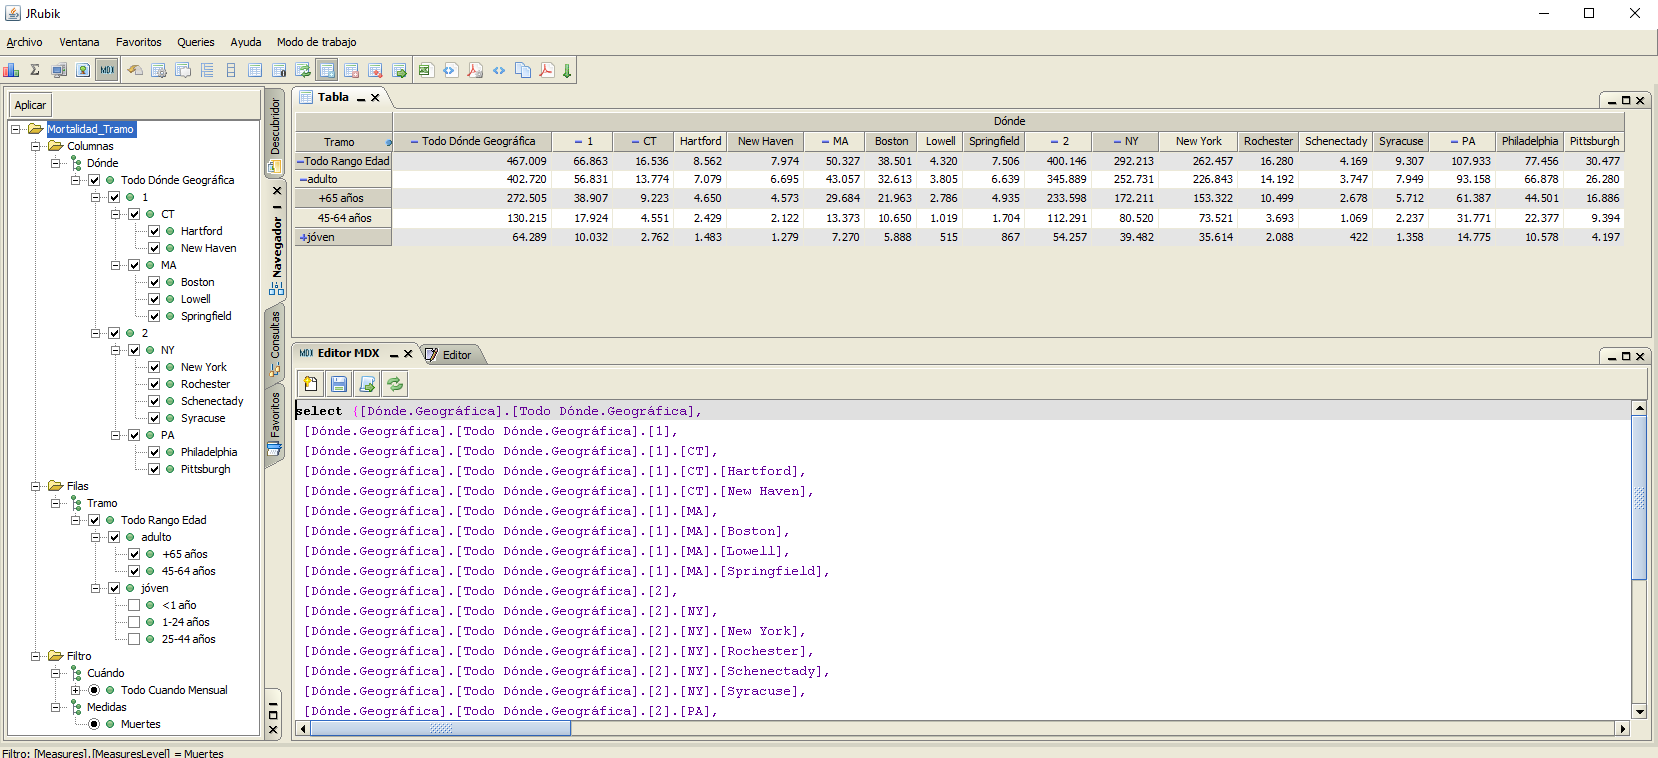 JRubik
Archivo Ventana Favoritos Queries Ayuda Modo de trabajo
MDX
Aplicar
Mortalidad_Tramo
Columnas
Dónde
Todo Dónde Geográfica
1
CT
Hartford
New Haven
MA
Boston
Lowell
Springfield
2
NY
New York
Rochester
Schenectady
Syracuse
PA
Philadelphia
Pittsburgh
Filas
Tramo
Todo Rango Edad
adulto
+65 años
45-64 años
jóven
<1 año
1-24 años
25-44 años
Filtro
Cuándo
Todo Cuando Mensual
Medidas
Muertes
Descubridor
Navegador
Consultas
Favoritos
Tabla
Dónde
Tramo Todo Dónde Geográfica 1 CT Hartford New Haven MA Boston Lowell Springfield 2 NY New York Rochester Schenectady Syracuse PA Philadelphia Pittsburgh
Todo Rango Edad 467.009 66.863 16.536 8.562 7.974 50.327 38.501 4.320 7.506 400.146 292.213 262.457 16.280 4.169 9.307 107.933 77.456 30.477
adulto 402.720 56.831 13.774 7.079 6.695 43.057 32.613 3.805 6.639 345.889 252.731 226.843 14.192 3.747 7.949 93.158 66.878 26.280
+65 años 272.505 38.907 9.223 4.650 4.573 29.684 21.963 2.786 4.935 233.598 172.211 153.322 10.499 2.678 5.712 61.387 44.501 16.886
45-64 años 130.215 17.924 4.551 2.429 2.122 13.373 10.650 1.019 1.704 112.291 80.520 73.521 3.693 1.069 2.237 31.771 22.377 9.394
jóven 64.289 10.032 2.762 1.483 1.279 7.270 5.888 515 867 54.257 39.482 35.614 2.088 422 1.358 14.775 10.578 4.197
MDX Editor MDX Editor
select {[Dónde.Geográfica].[Todo Dónde.Geográfica],
[Dónde.Geográfica].[Todo Dónde.Geográfica].[1],
[Dónde.Geográfica].[Todo Dónde.Geográfica].[1].[CT],
[Dónde.Geográfica].[Todo Dónde.Geográfica].[1].[CT].[Hartford],
[Dónde.Geográfica].[Todo Dónde.Geográfica].[1].[CT].[New Haven],
[Dónde.Geográfica].[Todo Dónde.Geográfica].[1].[MA],
[Dónde.Geográfica].[Todo Dónde.Geográfica].[1].[MA].[Boston],
[Dónde.Geográfica].[Todo Dónde.Geográfica].[1].[MA].[Lowell],
[Dónde.Geográfica].[Todo Dónde.Geográfica].[1].[MA].[Springfield],
[Dónde.Geográfica].[Todo Dónde.Geográfica].[2],
[Dónde.Geográfica].[Todo Dónde.Geográfica].[2].[NY],
[Dónde.Geográfica].[Todo Dónde.Geográfica].[2].[NY].[New York],
[Dónde.Geográfica].[Todo Dónde.Geográfica].[2].[NY].[Rochester],
[Dónde.Geográfica].[Todo Dónde.Geográfica].[2].[NY].[Schenectady],
[Dónde.Geográfica].[Todo Dónde.Geográfica].[2].[NY].[Syracuse],
[Dónde.Geográfica].[Todo Dónde.Geográfica].[2].[PA],
Filtro: [Measures].[MeasuresLevel] = Muertes